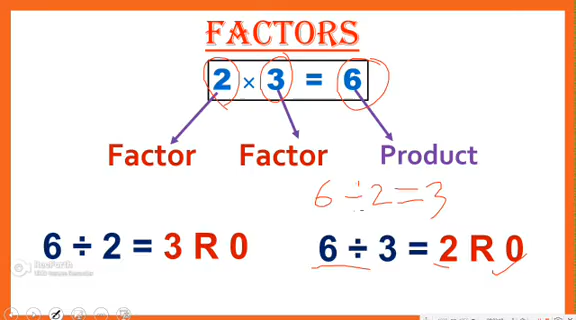 FACTORS
2 × 3 = 6
Factor Factor Product
6 ÷ 2 = 3
6 ÷ 2 = 3 R 0 6 ÷ 3 = 2 R 0